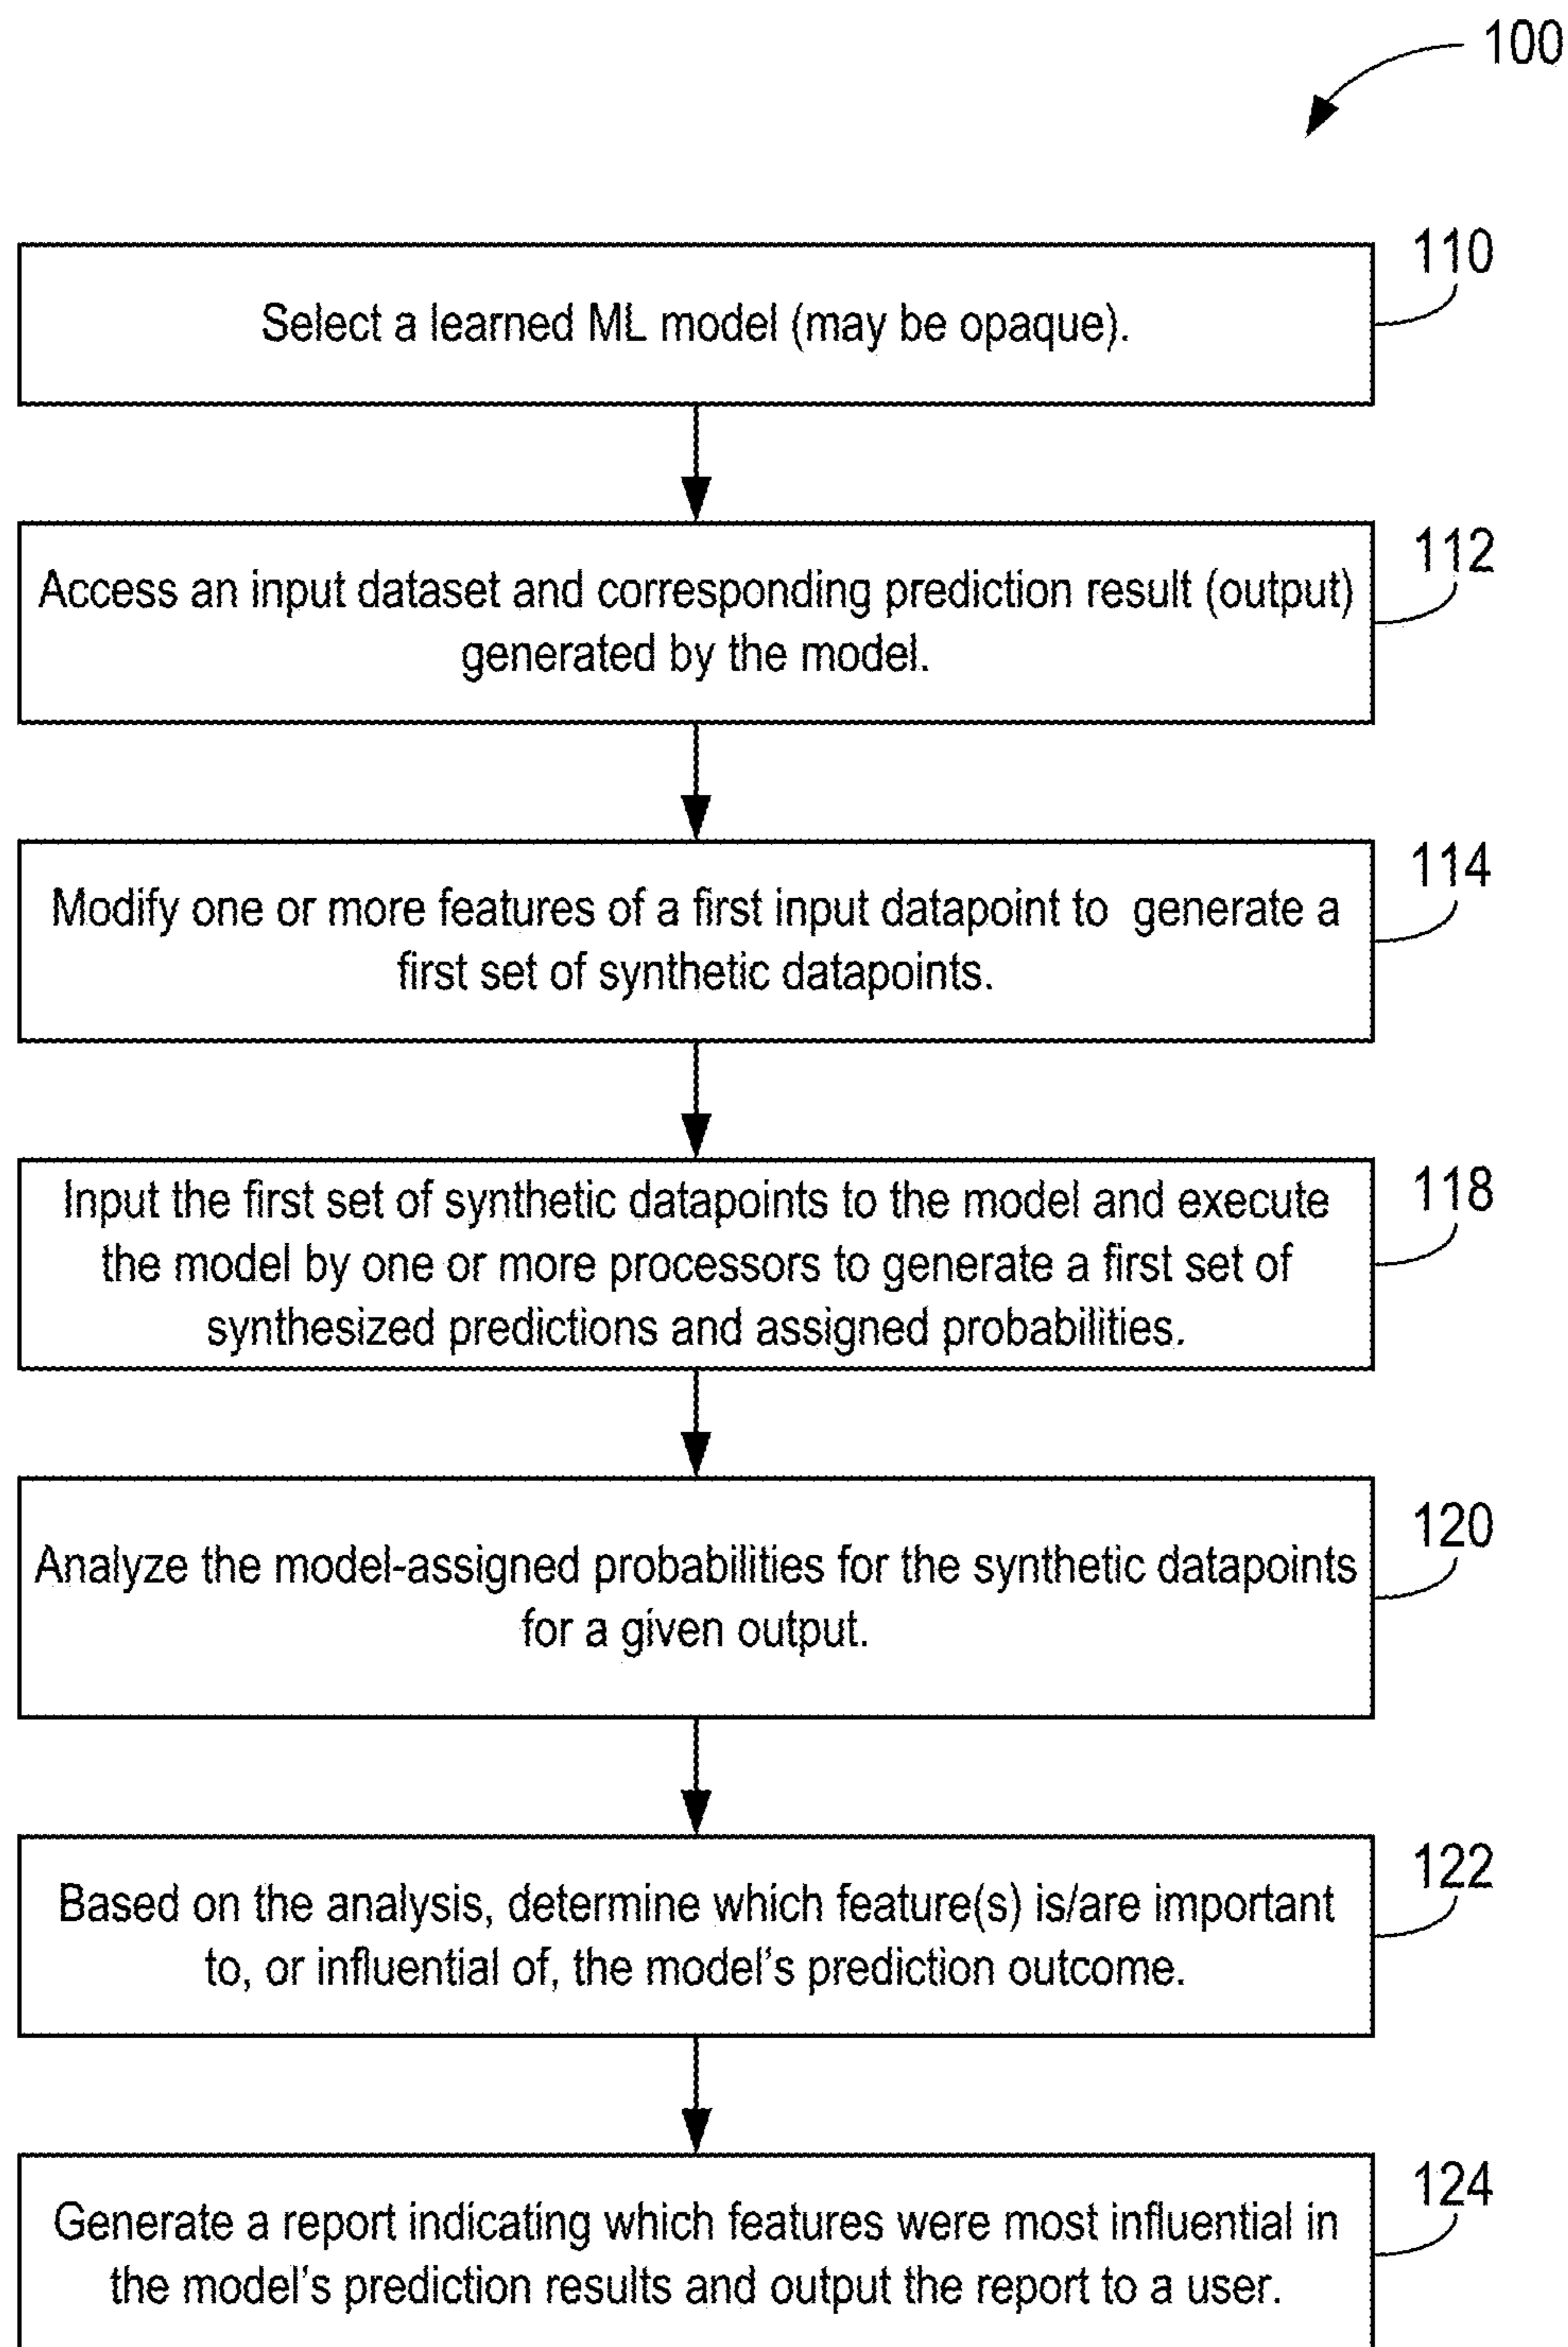 100
110
Select a learned ML model (may be opaque).
112
Access an input dataset and corresponding prediction result (output)
generated by the model.
114
Modify one or more features of a first input datapoint to generate a
first set of synthetic datapoints.
118
Input the first set of synthetic datapoints to the model and execute
the model by one or more processors to generate a first set of
synthesized predictions and assigned probabilities.
120
Analyze the model-assigned probabilities for the synthetic datapoints
for a given output.
122
Based on the analysis, determine which feature(s) is/are important
to, or influential of, the model's prediction outcome.
124
Generate a report indicating which features were most influential in
the model's prediction results and output the report to a user.